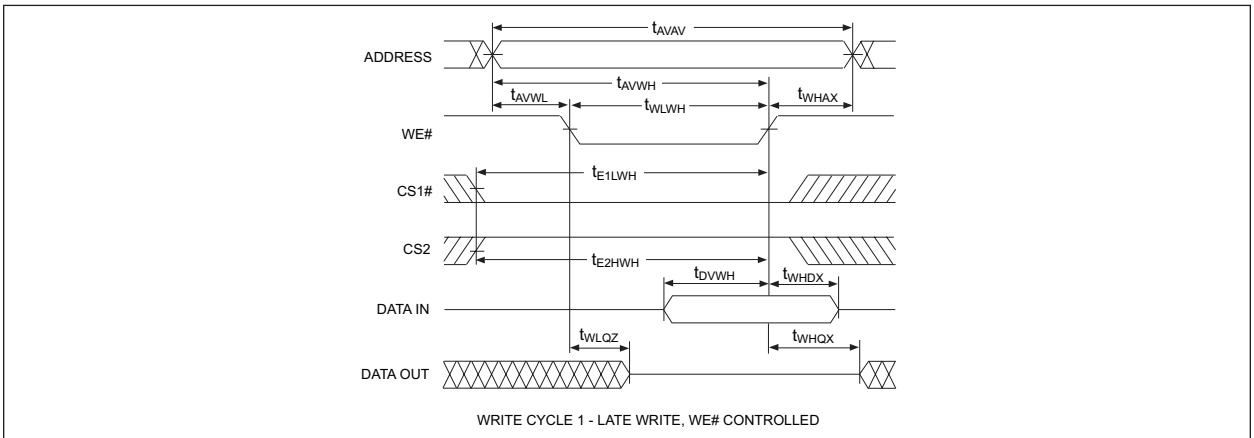 tAVAV
ADDRESS
tAVWH
tAVWL tWLWH tWHAX
WE#
tE1LWH
CS1#
CS2
tE2HWH
tDVWH tWHDX
DATA IN
tWLQZ tWHQX
DATA OUT
WRITE CYCLE 1 - LATE WRITE, WE# CONTROLLED